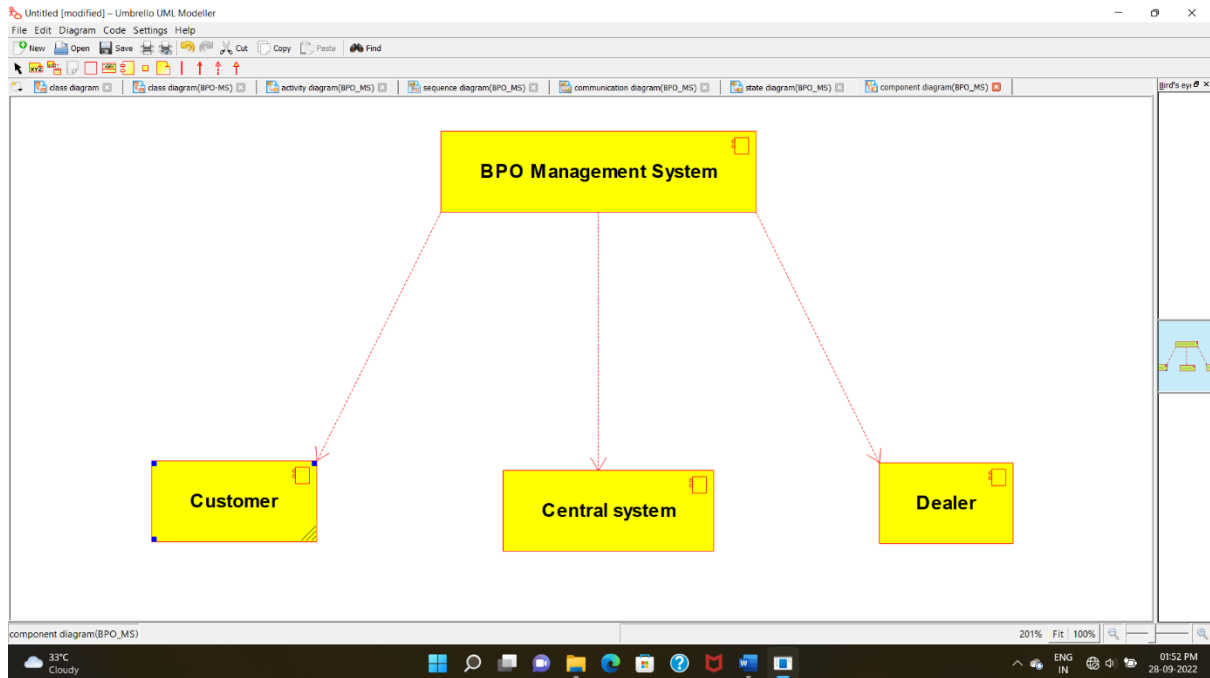 Untitled [modified] – Umbrello UML Modeller
File Edit Diagram Code Settings Help
New Open Save Cut Copy Paste Find
class diagram class diagram(BPO-MS) activity diagram(BPO_MS) sequence diagram(BPO_MS) communication diagram(BPO_MS) state diagram(BPO_MS) component diagram(BPO_MS) Bird's eye
BPO Management System
Customer
Central system
Dealer
component diagram(BPO_MS) 201% Fit 100%
33°C
Cloudy
ENG
IN
01:52 PM
28-09-2022